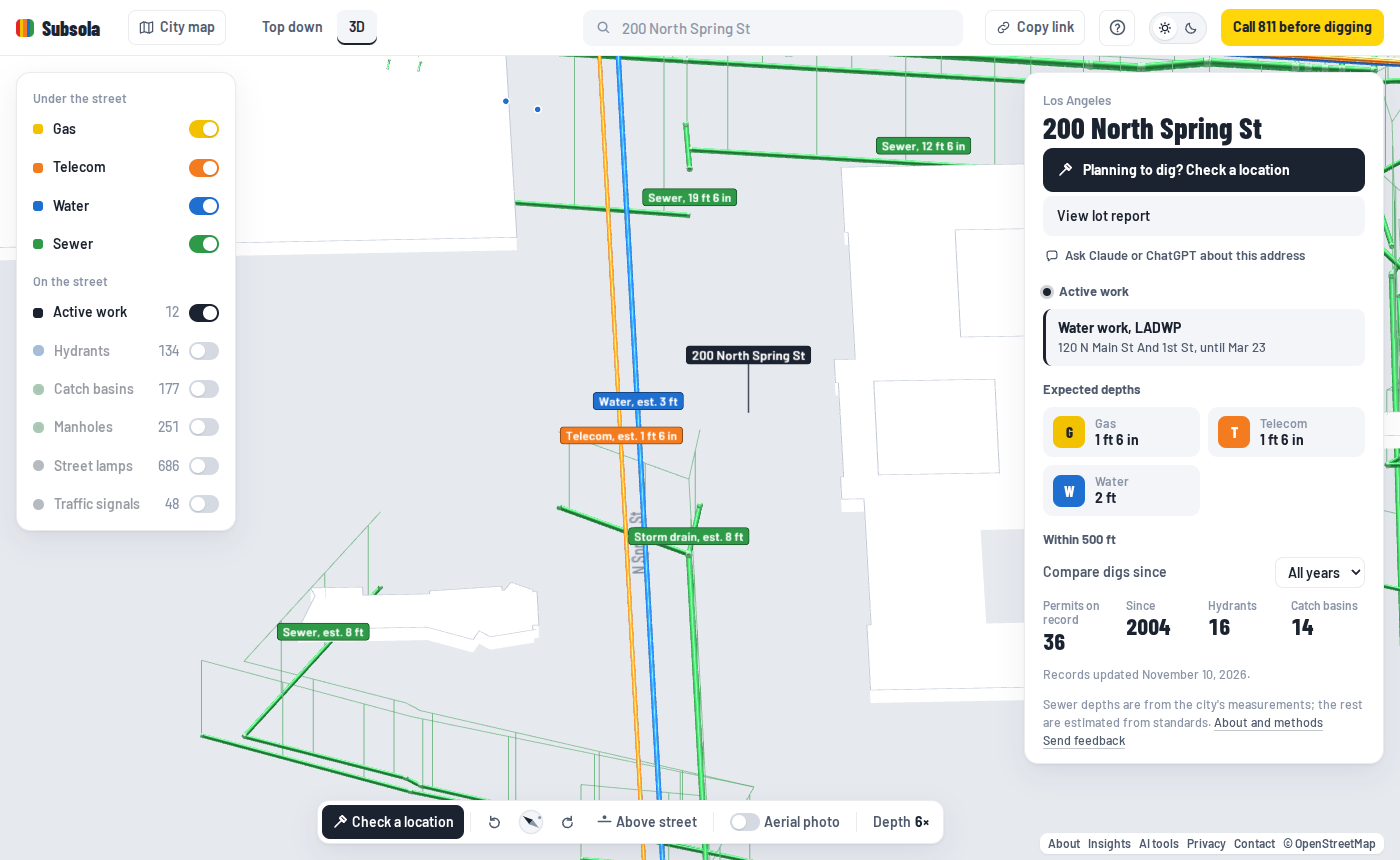 Subsola
City map
Top down
3D
200 North Spring St
Copy link
Call 811 before digging
Under the street
Gas
Telecom
Water
Sewer
On the street
Active work 12
Hydrants 134
Catch basins 177
Manholes 251
Street lamps 686
Traffic signals 48
Sewer, 12 ft 6 in
Sewer, 19 ft 6 in
200 North Spring St
Water, est. 3 ft
Telecom, est. 1 ft 6 in
Storm drain, est. 8 ft
Sewer, est. 8 ft
Los Angeles
200 North Spring St
Planning to dig? Check a location
View lot report
Ask Claude or ChatGPT about this address
Active work
Water work, LADWP
120 N Main St And 1st St, until Mar 23
Expected depths
G
Gas
1 ft 6 in
T
Telecom
1 ft 6 in
W
Water
2 ft
Within 500 ft
Compare digs since
All years
Permits on record
36
Since
2004
Hydrants
16
Catch basins
14
Records updated November 10, 2026.
Sewer depths are from the city's measurements; the rest
are estimated from standards. About and methods
Send feedback
Check a location
Above street
Aerial photo
Depth 6×
About Insights AI tools Privacy Contact © OpenStreetMap